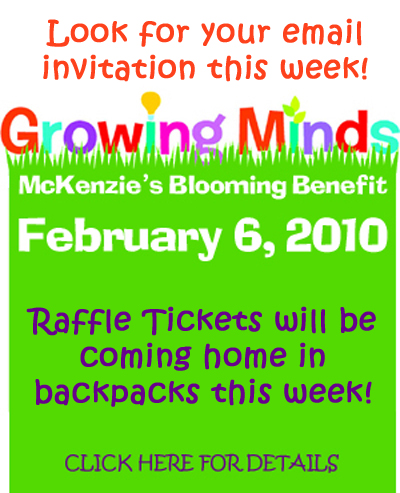 Look for your email
invitation this week!
Growing Minds
McKenzie's Blooming Benefit
February 6, 2010
Raffle Tickets will be
coming home in
backpacks this week!
CLICK HERE FOR DETAILS